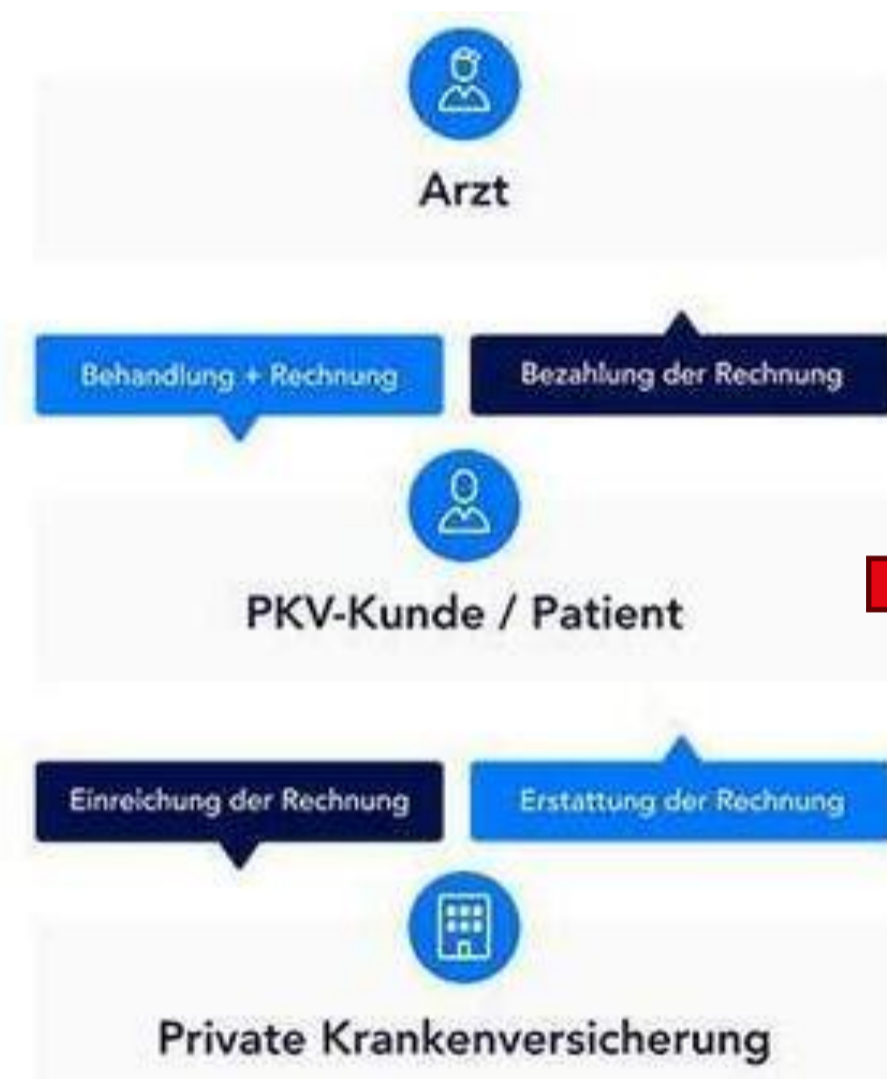 Arzt
Behandlung + Rechnung
Bezahlung der Rechnung
PKV-Kunde / Patient
Einreichung der Rechnung
Erstattung der Rechnung
Private Krankenversicherung